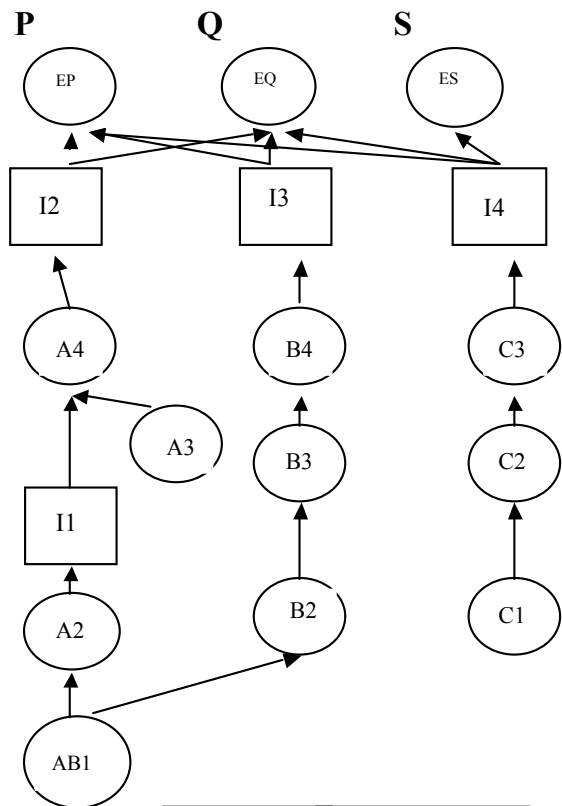 P Q S
EP EQ ES
I2 I3 I4
A4 B4 C3
A3 B3 C2
I1
A2 B2 C1
AB1